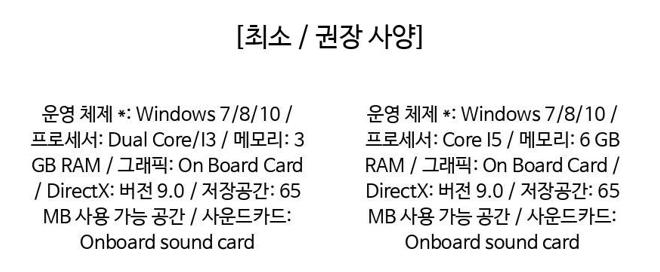 [최소 / 권장 사양]
운영 체제 *: Windows 7/8/10 /
프로세서: Dual Core/I3 / 메모리: 3
GB RAM / 그래픽: On Board Card
/ DirectX: 버전 9.0 / 저장공간: 65
MB 사용 가능 공간 / 사운드카드:
Onboard sound card
운영 체제 *: Windows 7/8/10 /
프로세서: Core I5 / 메모리: 6 GB
RAM / 그래픽: On Board Card /
DirectX: 버전 9.0 / 저장공간: 65
MB 사용 가능 공간 / 사운드카드:
Onboard sound card